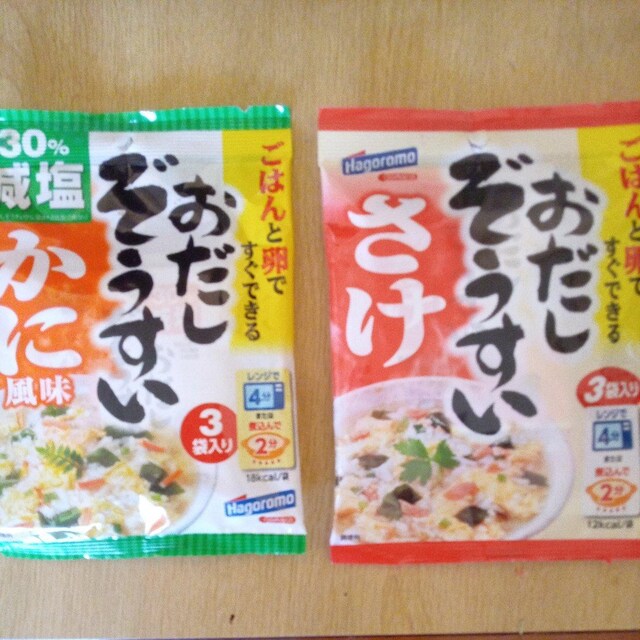 30%
減塩
ごはんと卵で
すぐできる
おだし
ぞうすい
かに
風味
3
袋入り
レンジで
4分
または
煮込んで
2分
18kcal/袋
Hagoromo
Hagoromo
ごはんと卵で
すぐできる
おだし
ぞうすい
さけ
3袋入り
レンジで
4分
または
煮込んで
2分
12kcal/袋